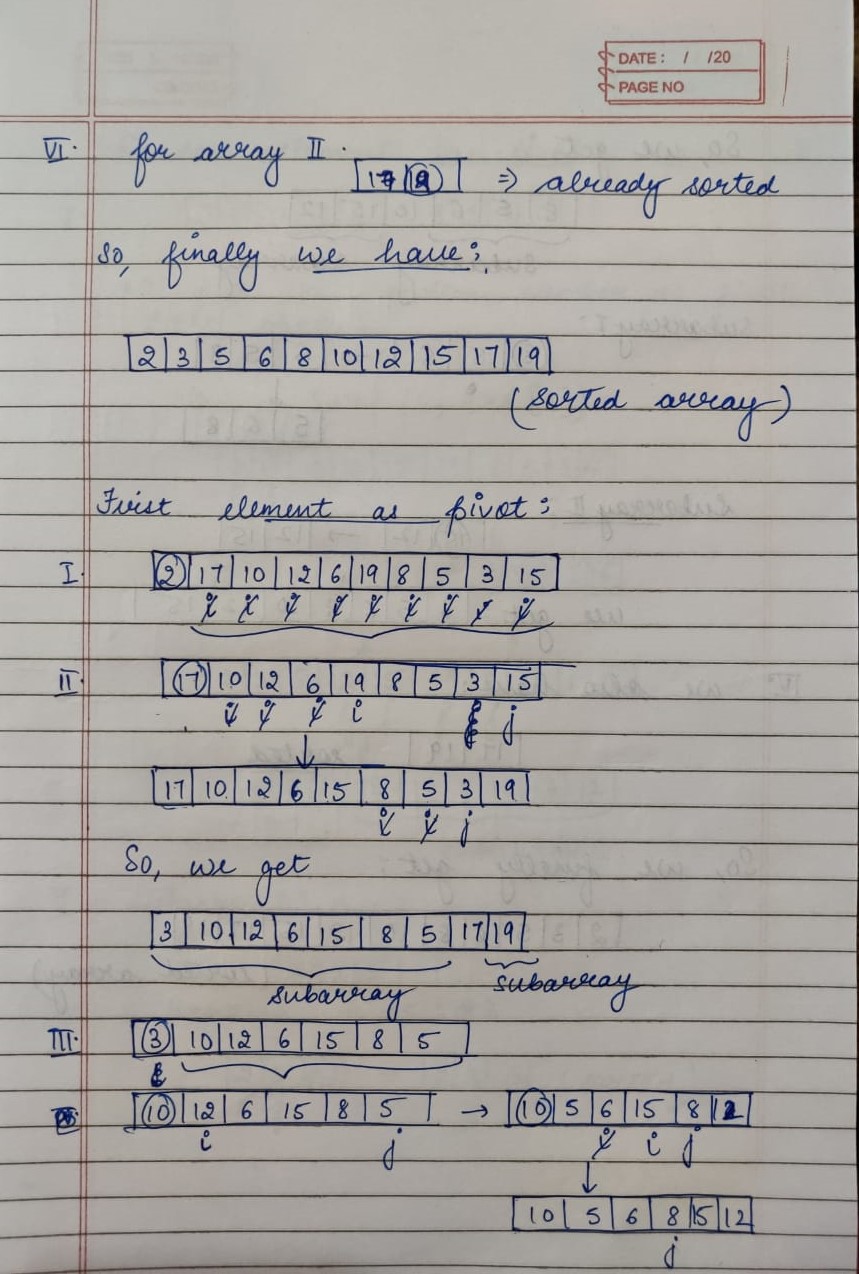 DATE: / /20
PAGE NO
VI. for array II.
17 19 => already sorted
So, finally we have:
2 3 5 6 8 10 12 15 17 19
(sorted array)
First element as pivot:
I. 2 17 10 12 6 19 8 5 3 15
i i i i i i i i i
II. 17 10 12 6 19 8 5 3 15
i i i i j
17 10 12 6 15 8 5 3 19
i i j
So, we get
3 10 12 6 15 8 5 17 19
subarray subarray
III. 3 10 12 6 15 8 5
10 12 6 15 8 5 → 10 5 6 15 8 12
i j i i j
10 5 6 8 15 12
j